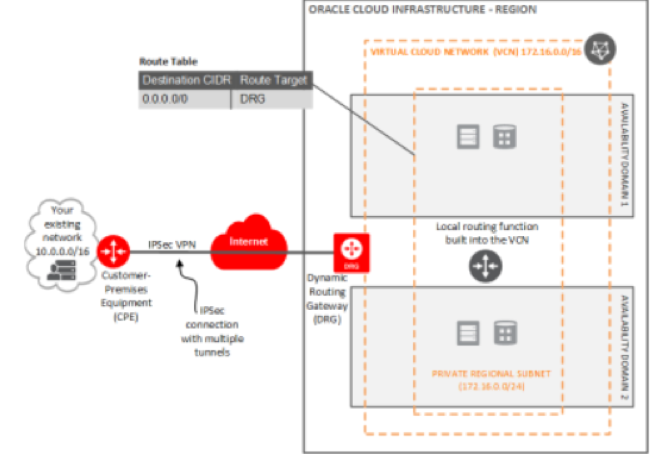 ORACLE CLOUD INFRASTRUCTURE - REGION
VIRTUAL CLOUD NETWORK (VCN) 172.16.0.0/16
Route Table
Destination CIDR Route Target
0.0.0.0/0 DRG
AVAILABILITY DOMAIN 1
Your
existing
network
10.0.0.0/16
IPSec VPN
Internet
DRG
Customer-
Premises
Equipment
(CPE)
IPSec
connection
with multiple
tunnels
Dynamic
Routing
Gateway
(DRG)
Local routing function
built into the VCN
AVAILABILITY DOMAIN 2
PRIVATE REGIONAL SUBNET
(172.16.0.0/24)